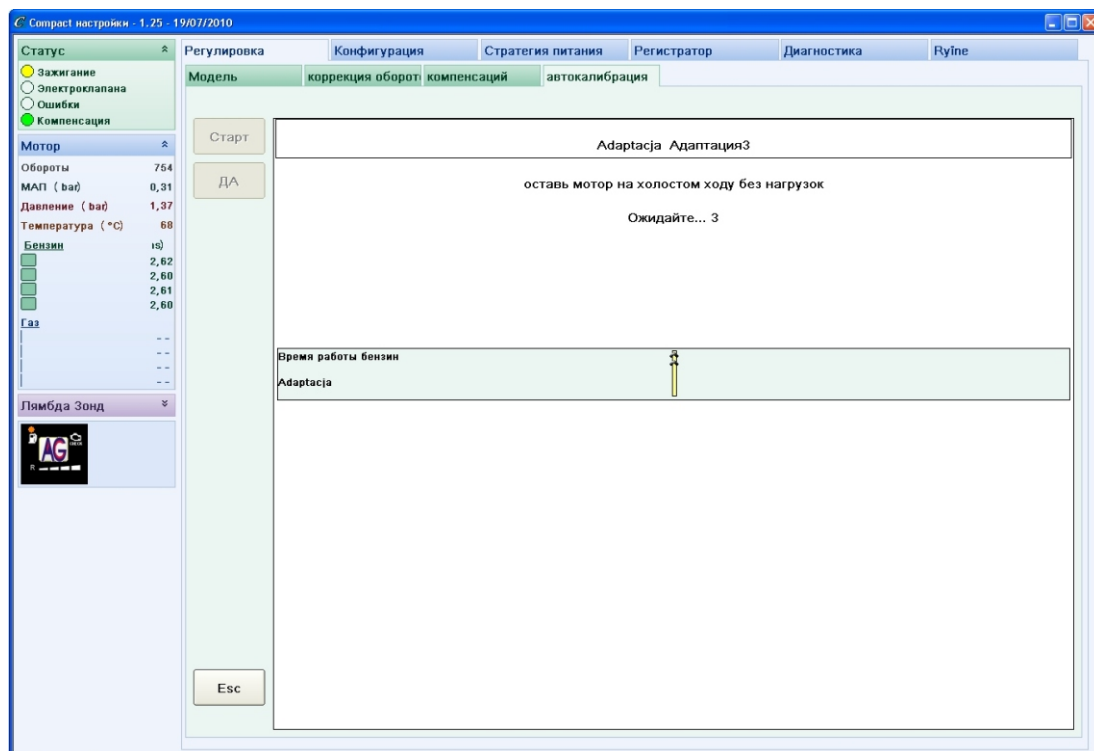 Compact настройки - 1.25 - 19/07/2010
Статус
Зажигание
Электроклапана
Ошибки
Компенсация
Мотор
Обороты 754
МАП ( bar) 0,31
Давление ( bar) 1,37
Температура ( °C) 68
Бензин ıs)
2,62
2,60
2,61
2,60
Газ
- -
- -
- -
- -
Лямбда Зонд
AG
R
Регулировка Конфигурация Стратегия питания Регистратор Диагностика Ryîne
Модель коррекция оборот компенсаций автокалибрация
Старт
ДА
Adaptacja Адаптация3
оставь мотор на холостом ходу без нагрузок
Ожидайте... 3
Время работы бензин
Adaptacja
Esc